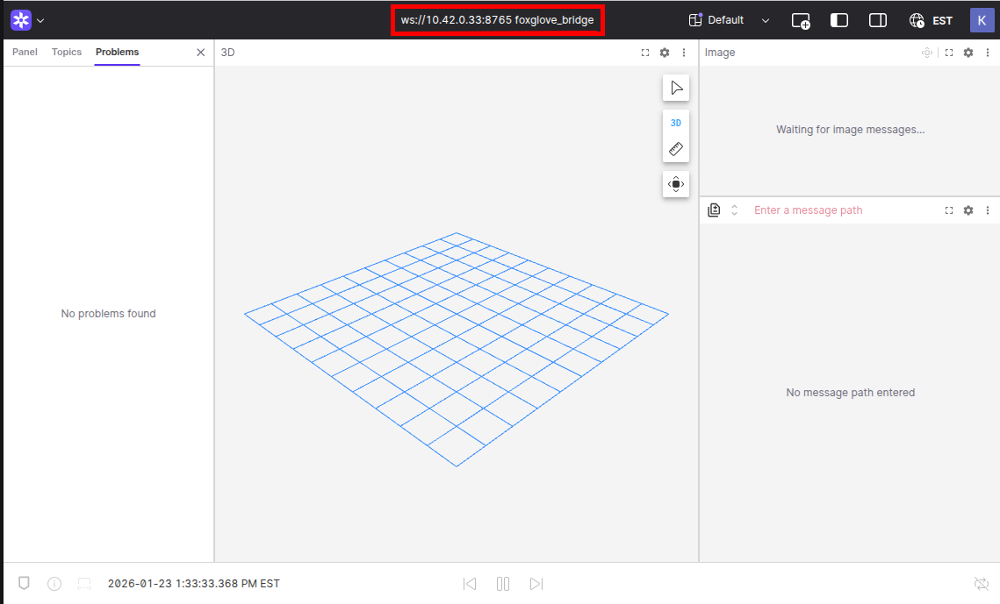 ws://10.42.0.33:8765 foxglove_bridge
Default
EST
K
Panel
Topics
Problems
3D
Image
3D
Waiting for image messages...
Enter a message path
No problems found
No message path entered
2026-01-23 1:33:33.368 PM EST